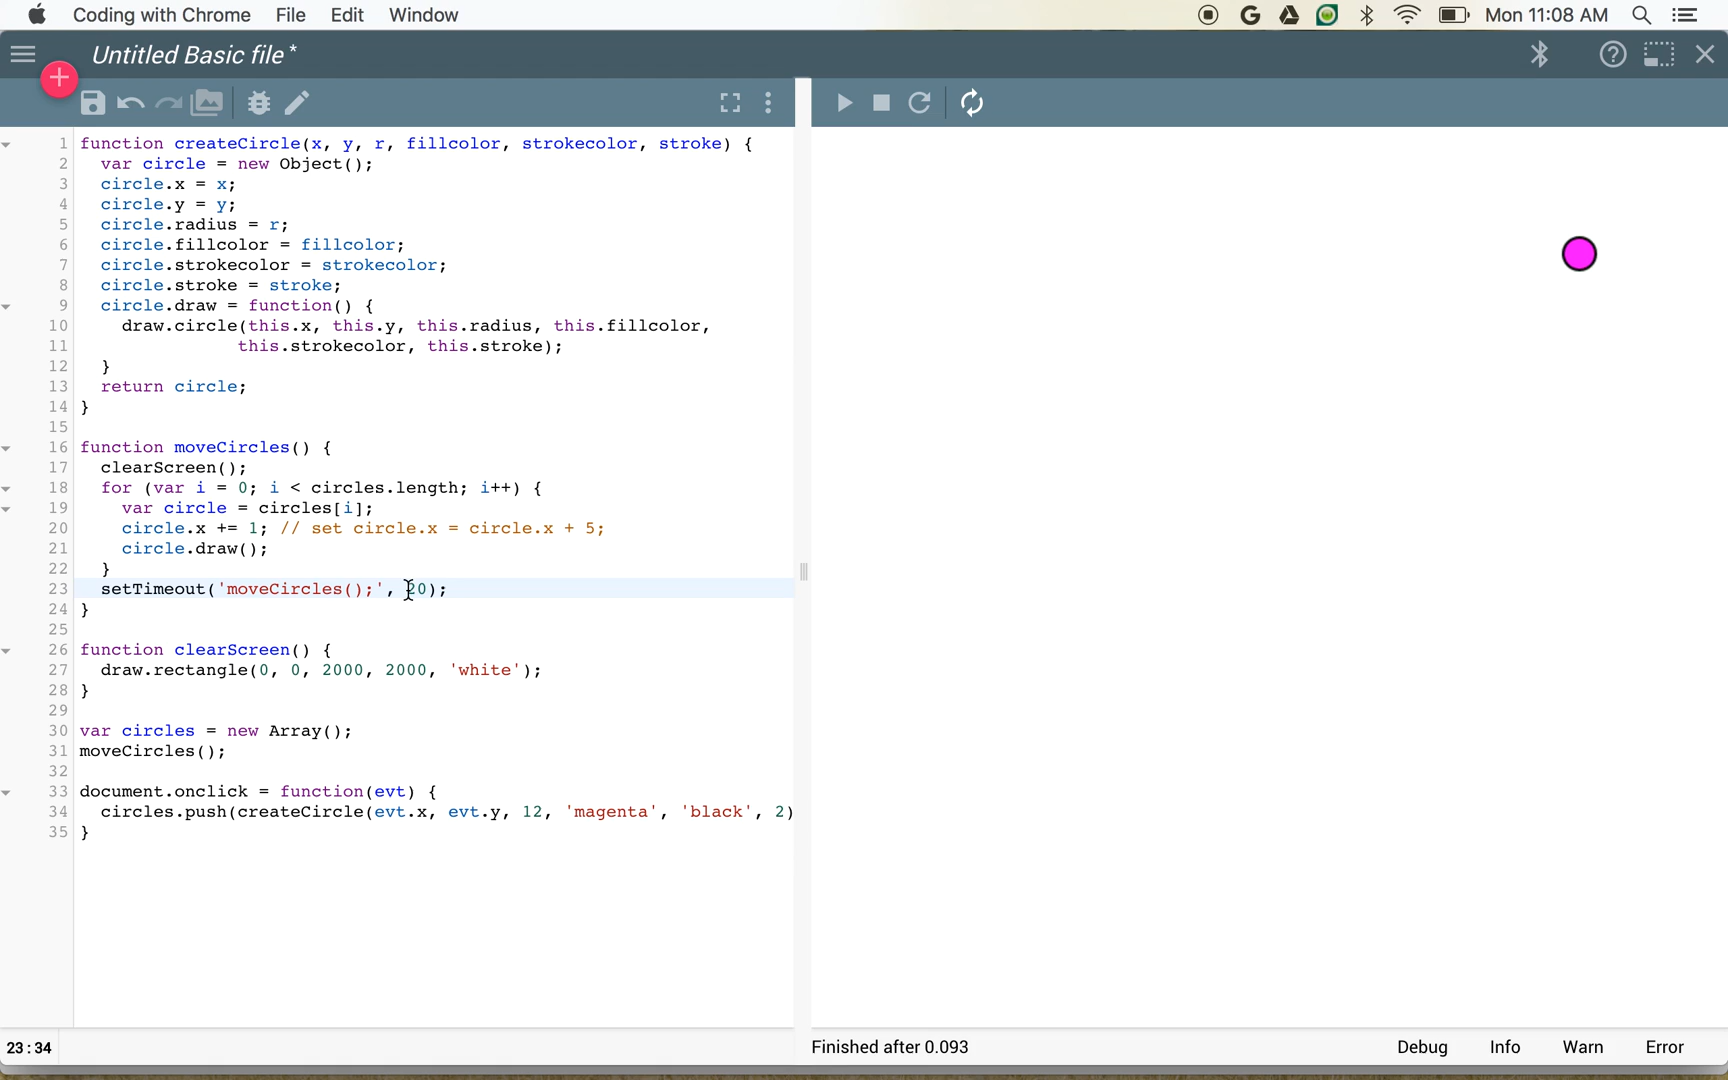 Coding with Chrome File Edit Window Mon 11:08 AM
Untitled Basic file*
1 function createCircle(x, y, r, fillcolor, strokecolor, stroke) {
2 var circle = new Object();
3 circle.x = x;
4 circle.y = y;
5 circle.radius = r;
6 circle.fillcolor = fillcolor;
7 circle.strokecolor = strokecolor;
8 circle.stroke = stroke;
9 circle.draw = function() {
10 draw.circle(this.x, this.y, this.radius, this.fillcolor,
11 this.strokecolor, this.stroke);
12 }
13 return circle;
14 }
15
16 function moveCircles() {
17 clearScreen();
18 for (var i = 0; i < circles.length; i++) {
19 var circle = circles[i];
20 circle.x += 1; // set circle.x = circle.x + 5;
21 circle.draw();
22 }
23 setTimeout('moveCircles();', 20);
24 }
25
26 function clearScreen() {
27 draw.rectangle(0, 0, 2000, 2000, 'white');
28 }
29
30 var circles = new Array();
31 moveCircles();
32
33 document.onclick = function(evt) {
34 circles.push(createCircle(evt.x, evt.y, 12, 'magenta', 'black', 2)
35 }
23:34 Finished after 0.093 Debug Info Warn Error